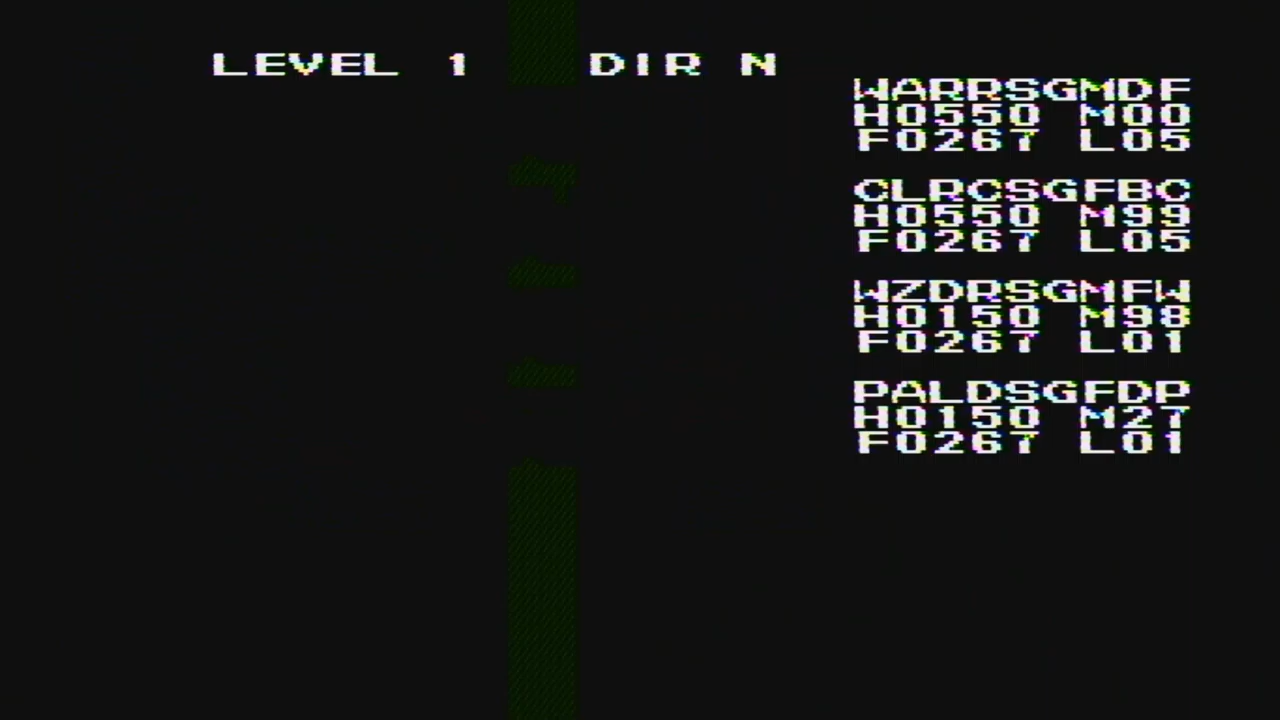 LEVEL 1 DIR N
WARRSGMDF
H0550 M00
F0267 L05
CLRCSGFBC
H0550 M99
F0267 L05
WZDRSGMFW
H0150 M98
F0267 L01
PALDSGFDP
H0150 M27
F0267 L01